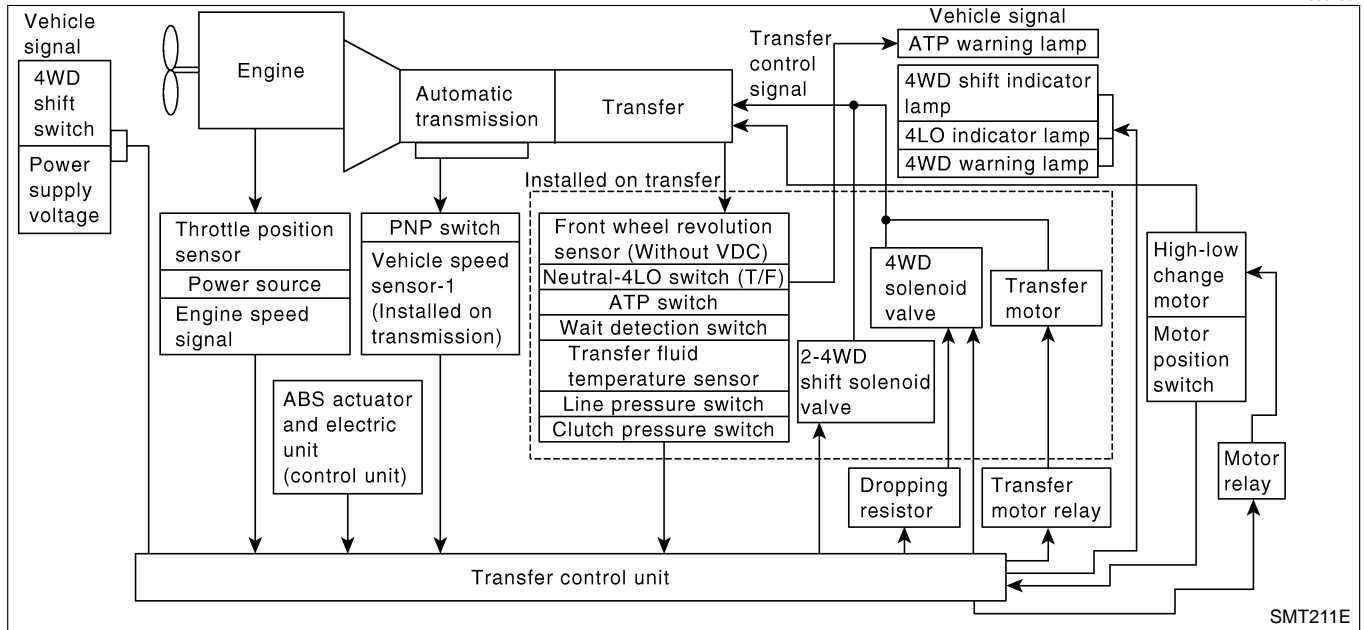 Vehicle
signal
4WD
shift
switch
Power
supply
voltage
Engine
Automatic
transmission
Transfer
Transfer
control
signal
Vehicle signal
ATP warning lamp
4WD shift indicator
lamp
4LO indicator lamp
4WD warning lamp
Installed on transfer
Throttle position
sensor
Power source
Engine speed
signal
PNP switch
Vehicle speed
sensor-1
(Installed on
transmission)
Front wheel revolution
sensor (Without VDC)
Neutral-4LO switch (T/F)
ATP switch
Wait detection switch
Transfer fluid
temperature sensor
Line pressure switch
Clutch pressure switch
4WD
solenoid
valve
Transfer
motor
2-4WD
shift solenoid
valve
High-low
change
motor
Motor
position
switch
ABS actuator
and electric
unit
(control unit)
Dropping
resistor
Transfer
motor relay
Motor
relay
Transfer control unit
SMT211E